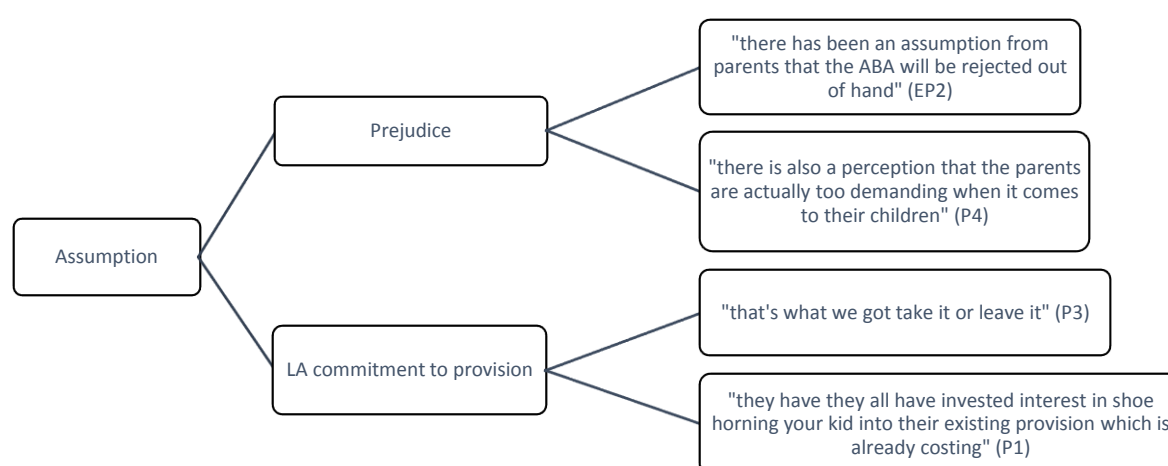 "there has been an assumption from
parents that the ABA will be rejected out
of hand" (EP2)
Prejudice
"there is also a perception that the parents
are actually too demanding when it comes
to their children" (P4)
Assumption
"that's what we got take it or leave it" (P3)
LA commitment to provision
"they have they all have invested interest in shoe
horning your kid into their existing provision which is
already costing" (P1)